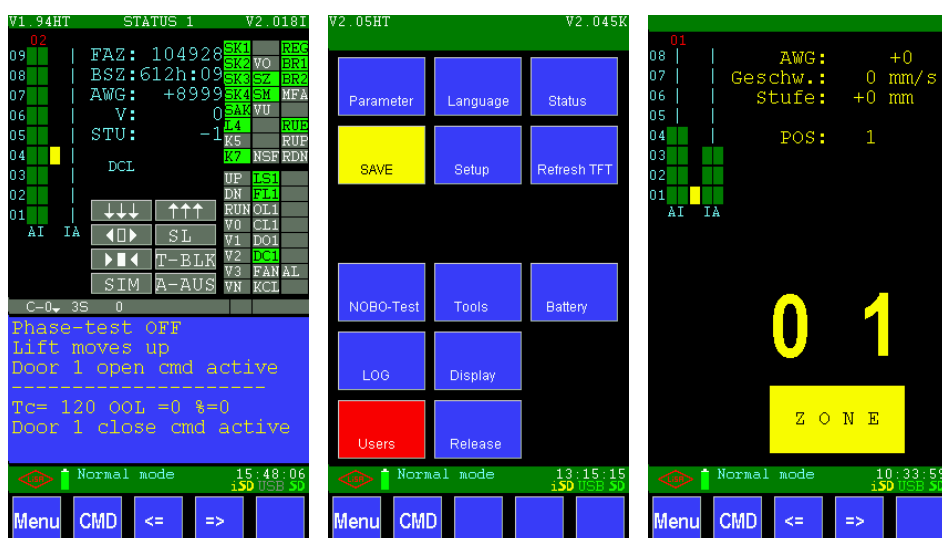 V1.94HT STATUS 1 V2.018I
02
09 FAZ: 104928 SK1 REG
08 BSZ:612h:09 SK2 VO BR1
SK3 SZ BR2
07 AWG: +8999 SK4 SM MFA
06 V: 0 SAK VU
05 STU: -1 L4 RUE
K5 RUP
04 K7 NSF RDN
03 DCL
UP LS1
02 DN FL1
01 ↓↓↓ ↑↑↑ RUN OL1
AI IA SL V0 CL1
V1 DO1
T-BLK V2 DC1
V3 FAN AL
SIM A-AUS VN KCL
C-0 3S 0
Phase-test OFF
Lift moves up
Door 1 open cmd active
----------------------
Tc= 120 OOL =0 %=0
Door 1 close cmd active
Normal mode 15:48:06
iSD USB SD
Menu CMD <= =>
V2.05HT V2.045K
Parameter Language Status
SAVE Setup Refresh TFT
NOBO-Test Tools Battery
LOG Display
Users Release
Normal mode 13:15:15
iSD USB SD
Menu CMD
01
08 AWG: +0
07 Geschw.: 0 mm/s
06 Stufe: +0 mm
05
04 POS: 1
03
02
01
AI IA
0 1
Z O N E
Normal mode 10:33:59
iSD USB SD
Menu CMD <= =>